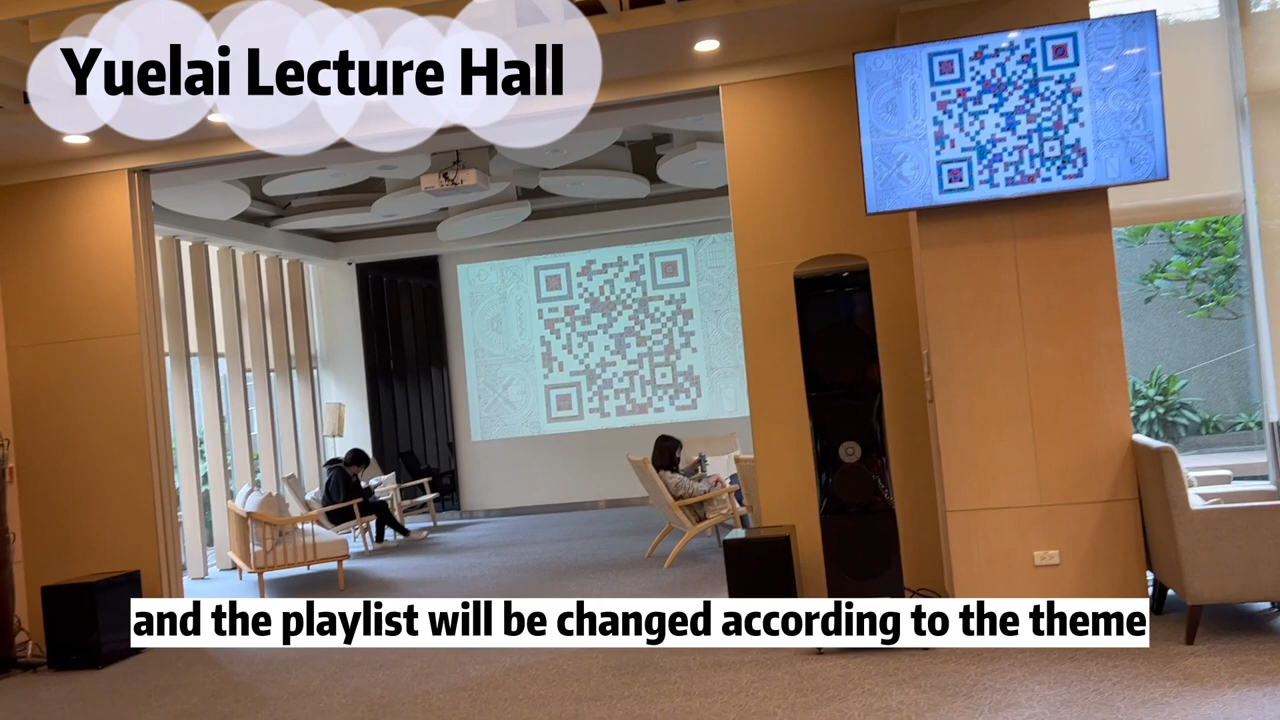 Yuelai Lecture Hall
and the playlist will be changed according to the theme